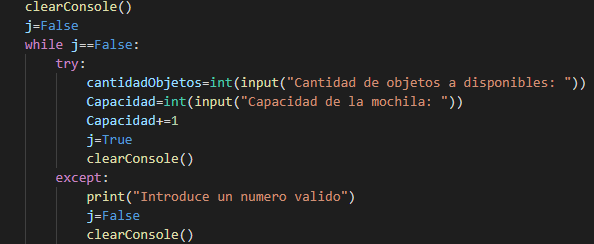 clearConsole()
j=False
while j==False:
try:
cantidadObjetos=int(input("Cantidad de objetos a disponibles: "))
Capacidad=int(input("Capacidad de la mochila: "))
Capacidad+=1
j=True
clearConsole()
except:
print("Introduce un numero valido")
j=False
clearConsole()